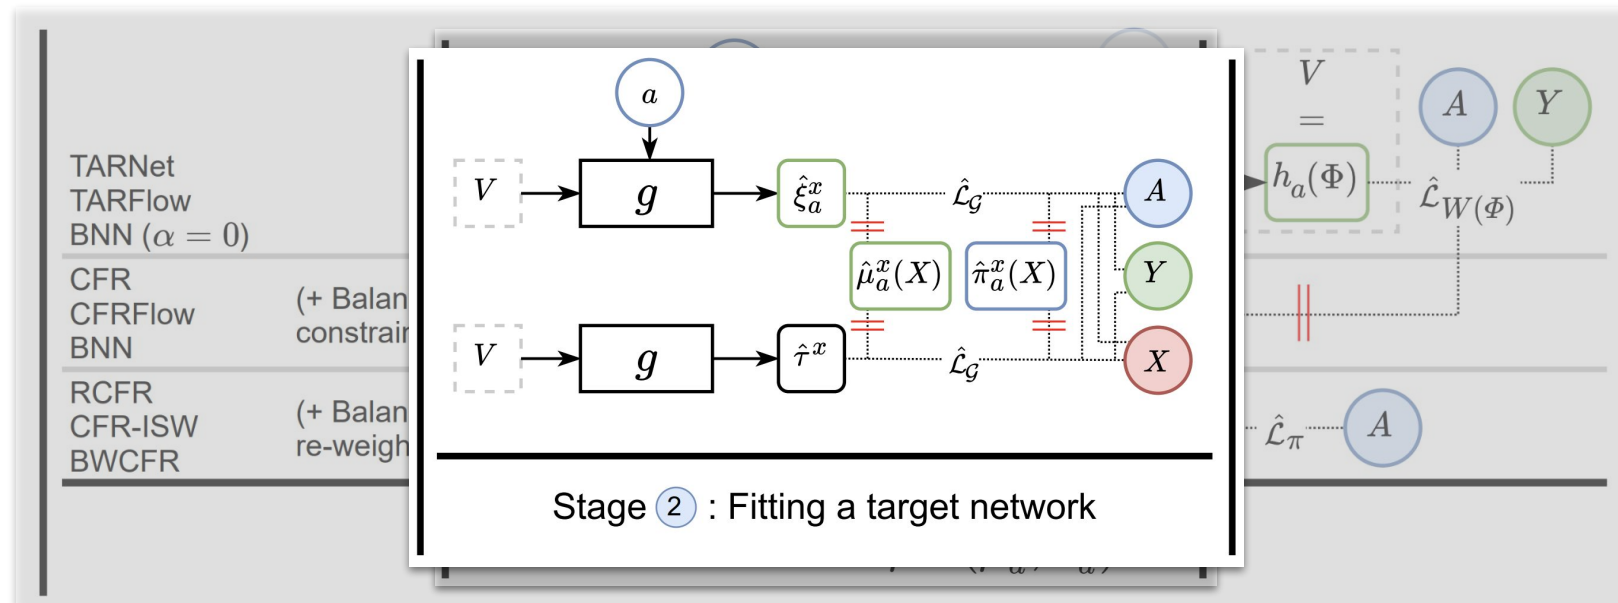 TARNet
TARFlow
BNN (α = 0)
CFR
CFRFlow
BNN
(+ Balan
constrain
RCFR
CFR-ISW
BWCFR
(+ Balan
re-weigh
a
V
g
ξ̂ₐˣ
L̂_G
A
μ̂ₐˣ(X)
π̂ₐˣ(X)
Y
V
g
τ̂ˣ
L̂_G
X
Stage 2 : Fitting a target network
V
=
hₐ(Φ)
A
Y
L̂_W(Φ)
L̂_π
A